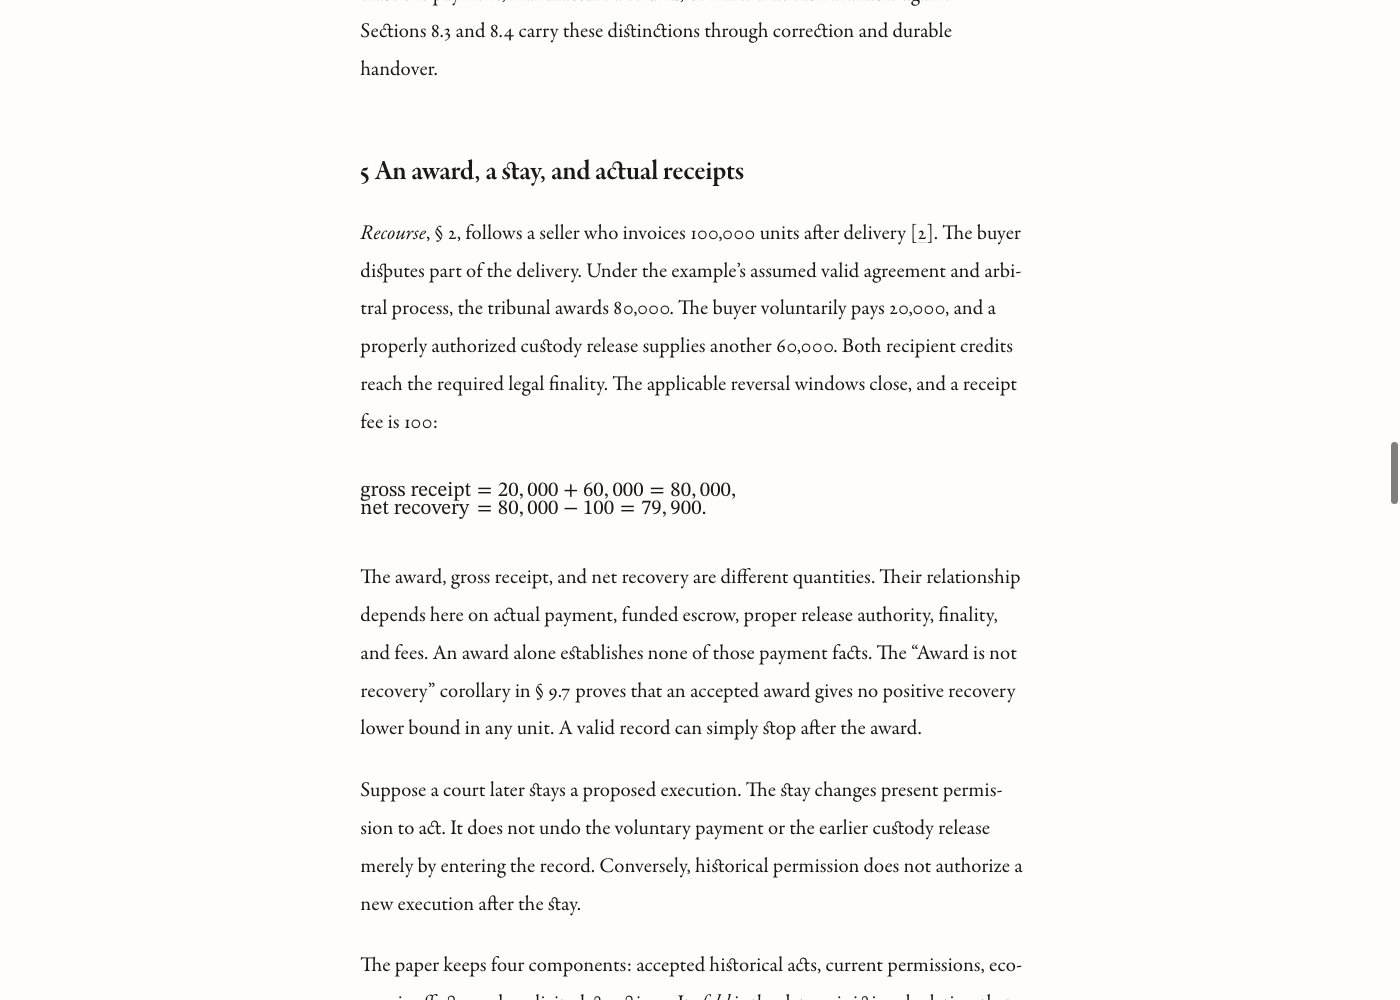 Sections 8.3 and 8.4 carry these distinctions through correction and durable
handover.
5 An award, a stay, and actual receipts
Recourse, § 2, follows a seller who invoices 100,000 units after delivery [2]. The buyer
disputes part of the delivery. Under the example’s assumed valid agreement and arbi-
tral process, the tribunal awards 80,000. The buyer voluntarily pays 20,000, and a
properly authorized custody release supplies another 60,000. Both recipient credits
reach the required legal finality. The applicable reversal windows close, and a receipt
fee is 100:
gross receipt = 20,000 + 60,000 = 80,000,
net recovery = 80,000 − 100 = 79,900.
The award, gross receipt, and net recovery are different quantities. Their relationship
depends here on actual payment, funded escrow, proper release authority, finality,
and fees. An award alone establishes none of those payment facts. The “Award is not
recovery” corollary in § 9.7 proves that an accepted award gives no positive recovery
lower bound in any unit. A valid record can simply stop after the award.
Suppose a court later stays a proposed execution. The stay changes present permis-
sion to act. It does not undo the voluntary payment or the earlier custody release
merely by entering the record. Conversely, historical permission does not authorize a
new execution after the stay.
The paper keeps four components: accepted historical acts, current permissions, eco-